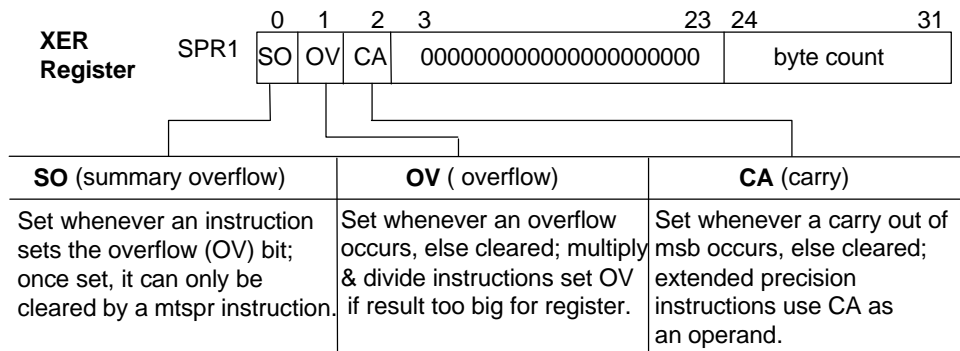 0 1 2 3 23 24 31
XER
Register
SPR1
SO OV CA 000000000000000000000 byte count
SO (summary overflow)
Set whenever an instruction
sets the overflow (OV) bit;
once set, it can only be
cleared by a mtspr instruction.
OV ( overflow)
Set whenever an overflow
occurs, else cleared; multiply
& divide instructions set OV
if result too big for register.
CA (carry)
Set whenever a carry out of
msb occurs, else cleared;
extended precision
instructions use CA as
an operand.